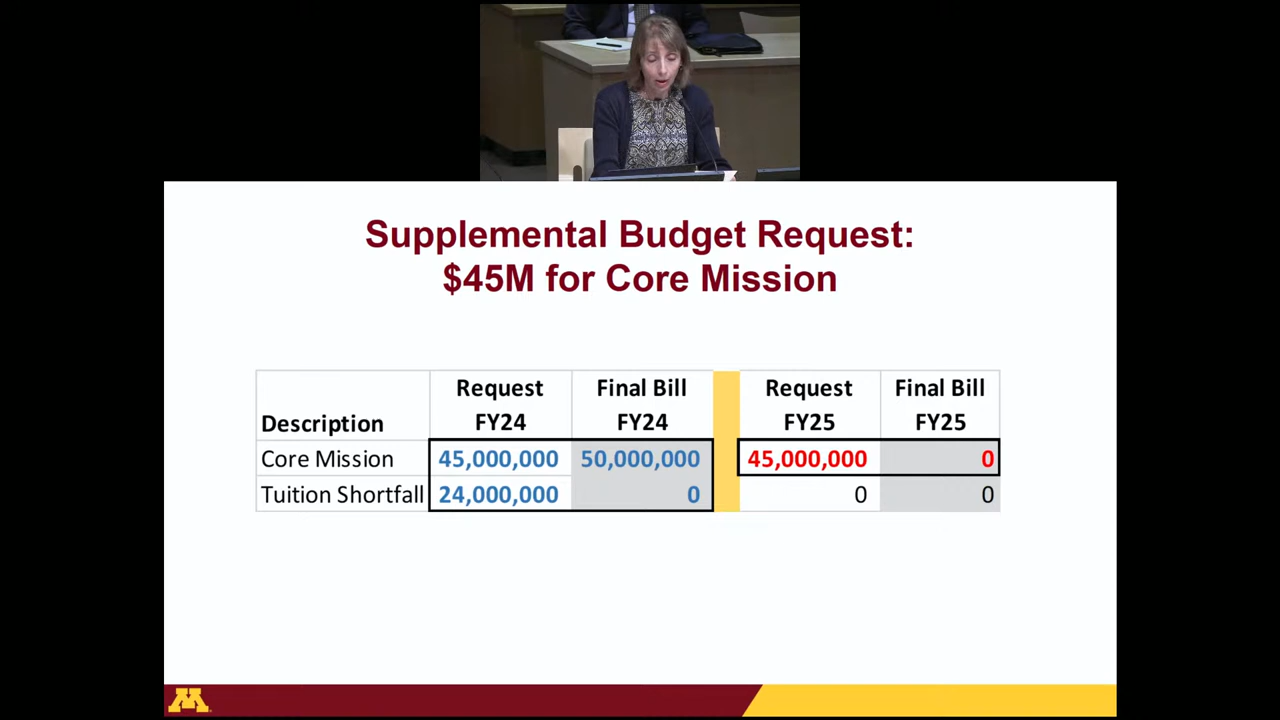 Supplemental Budget Request:
$45M for Core Mission
Request Final Bill Request Final Bill
Description FY24 FY24 FY25 FY25
Core Mission 45,000,000 50,000,000 45,000,000 0
Tuition Shortfall 24,000,000 0 0 0
M